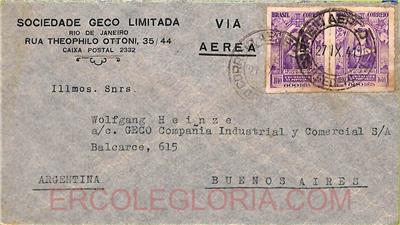 SOCIEDADE GECO LIMITADA
RIO DE JANEIRO
RUA THEOPHILO OTTONI, 35/44
CAIXA POSTAL 2332
VIA
AEREA
BRASIL CORREIO
Illmos. Snrs.
Wolfgang Heinze
a/c. GECO Compania Industrial y Comercial S/A
Balcarce, 615
ARGENTINA
BUENOS AIRES
ERCOLEGLORIA.COM